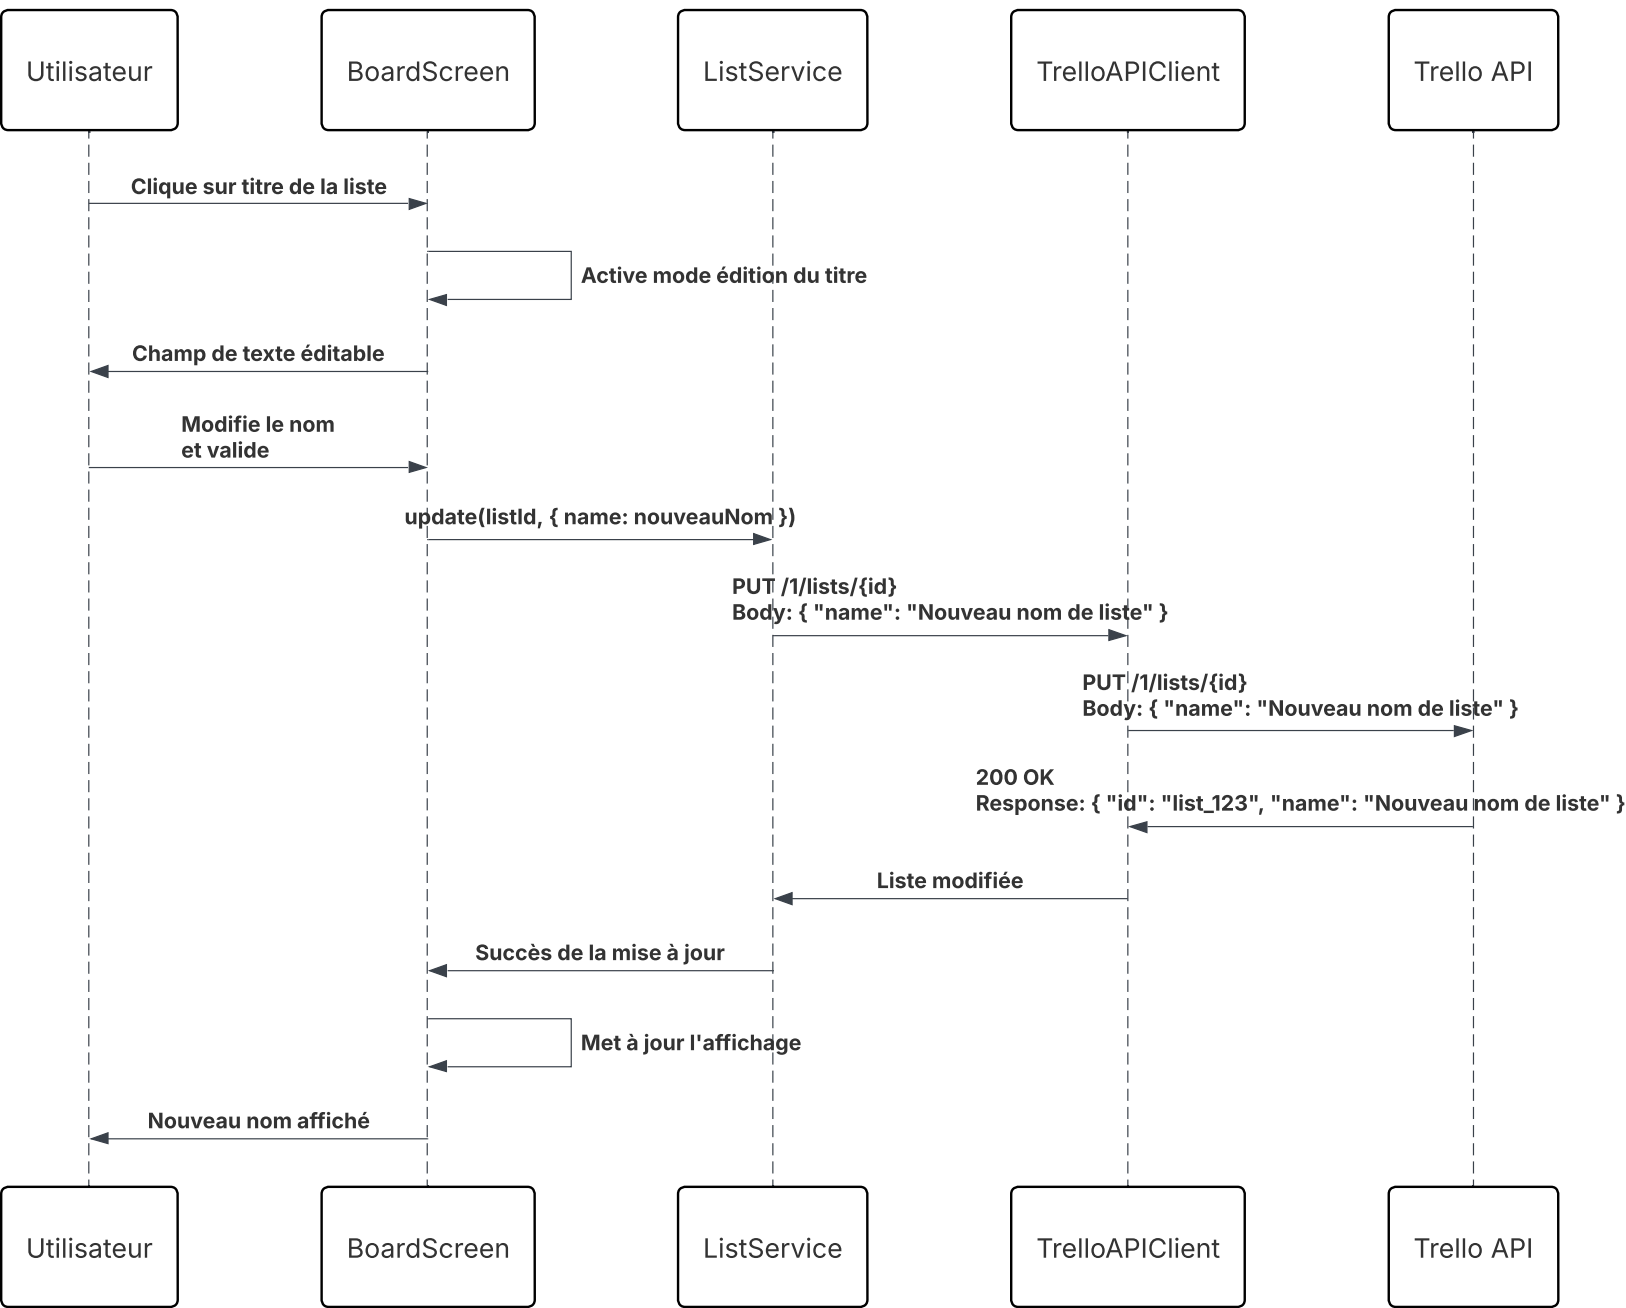 Utilisateur
BoardScreen
ListService
TrelloAPIClient
Trello API
Clique sur titre de la liste
Active mode édition du titre
Champ de texte éditable
Modifie le nom
et valide
update(listId, { name: nouveauNom })
PUT /1/lists/{id}
Body: { "name": "Nouveau nom de liste" }
PUT /1/lists/{id}
Body: { "name": "Nouveau nom de liste" }
200 OK
Response: { "id": "list_123", "name": "Nouveau nom de liste" }
Liste modifiée
Succès de la mise à jour
Met à jour l'affichage
Nouveau nom affiché
Utilisateur
BoardScreen
ListService
TrelloAPIClient
Trello API